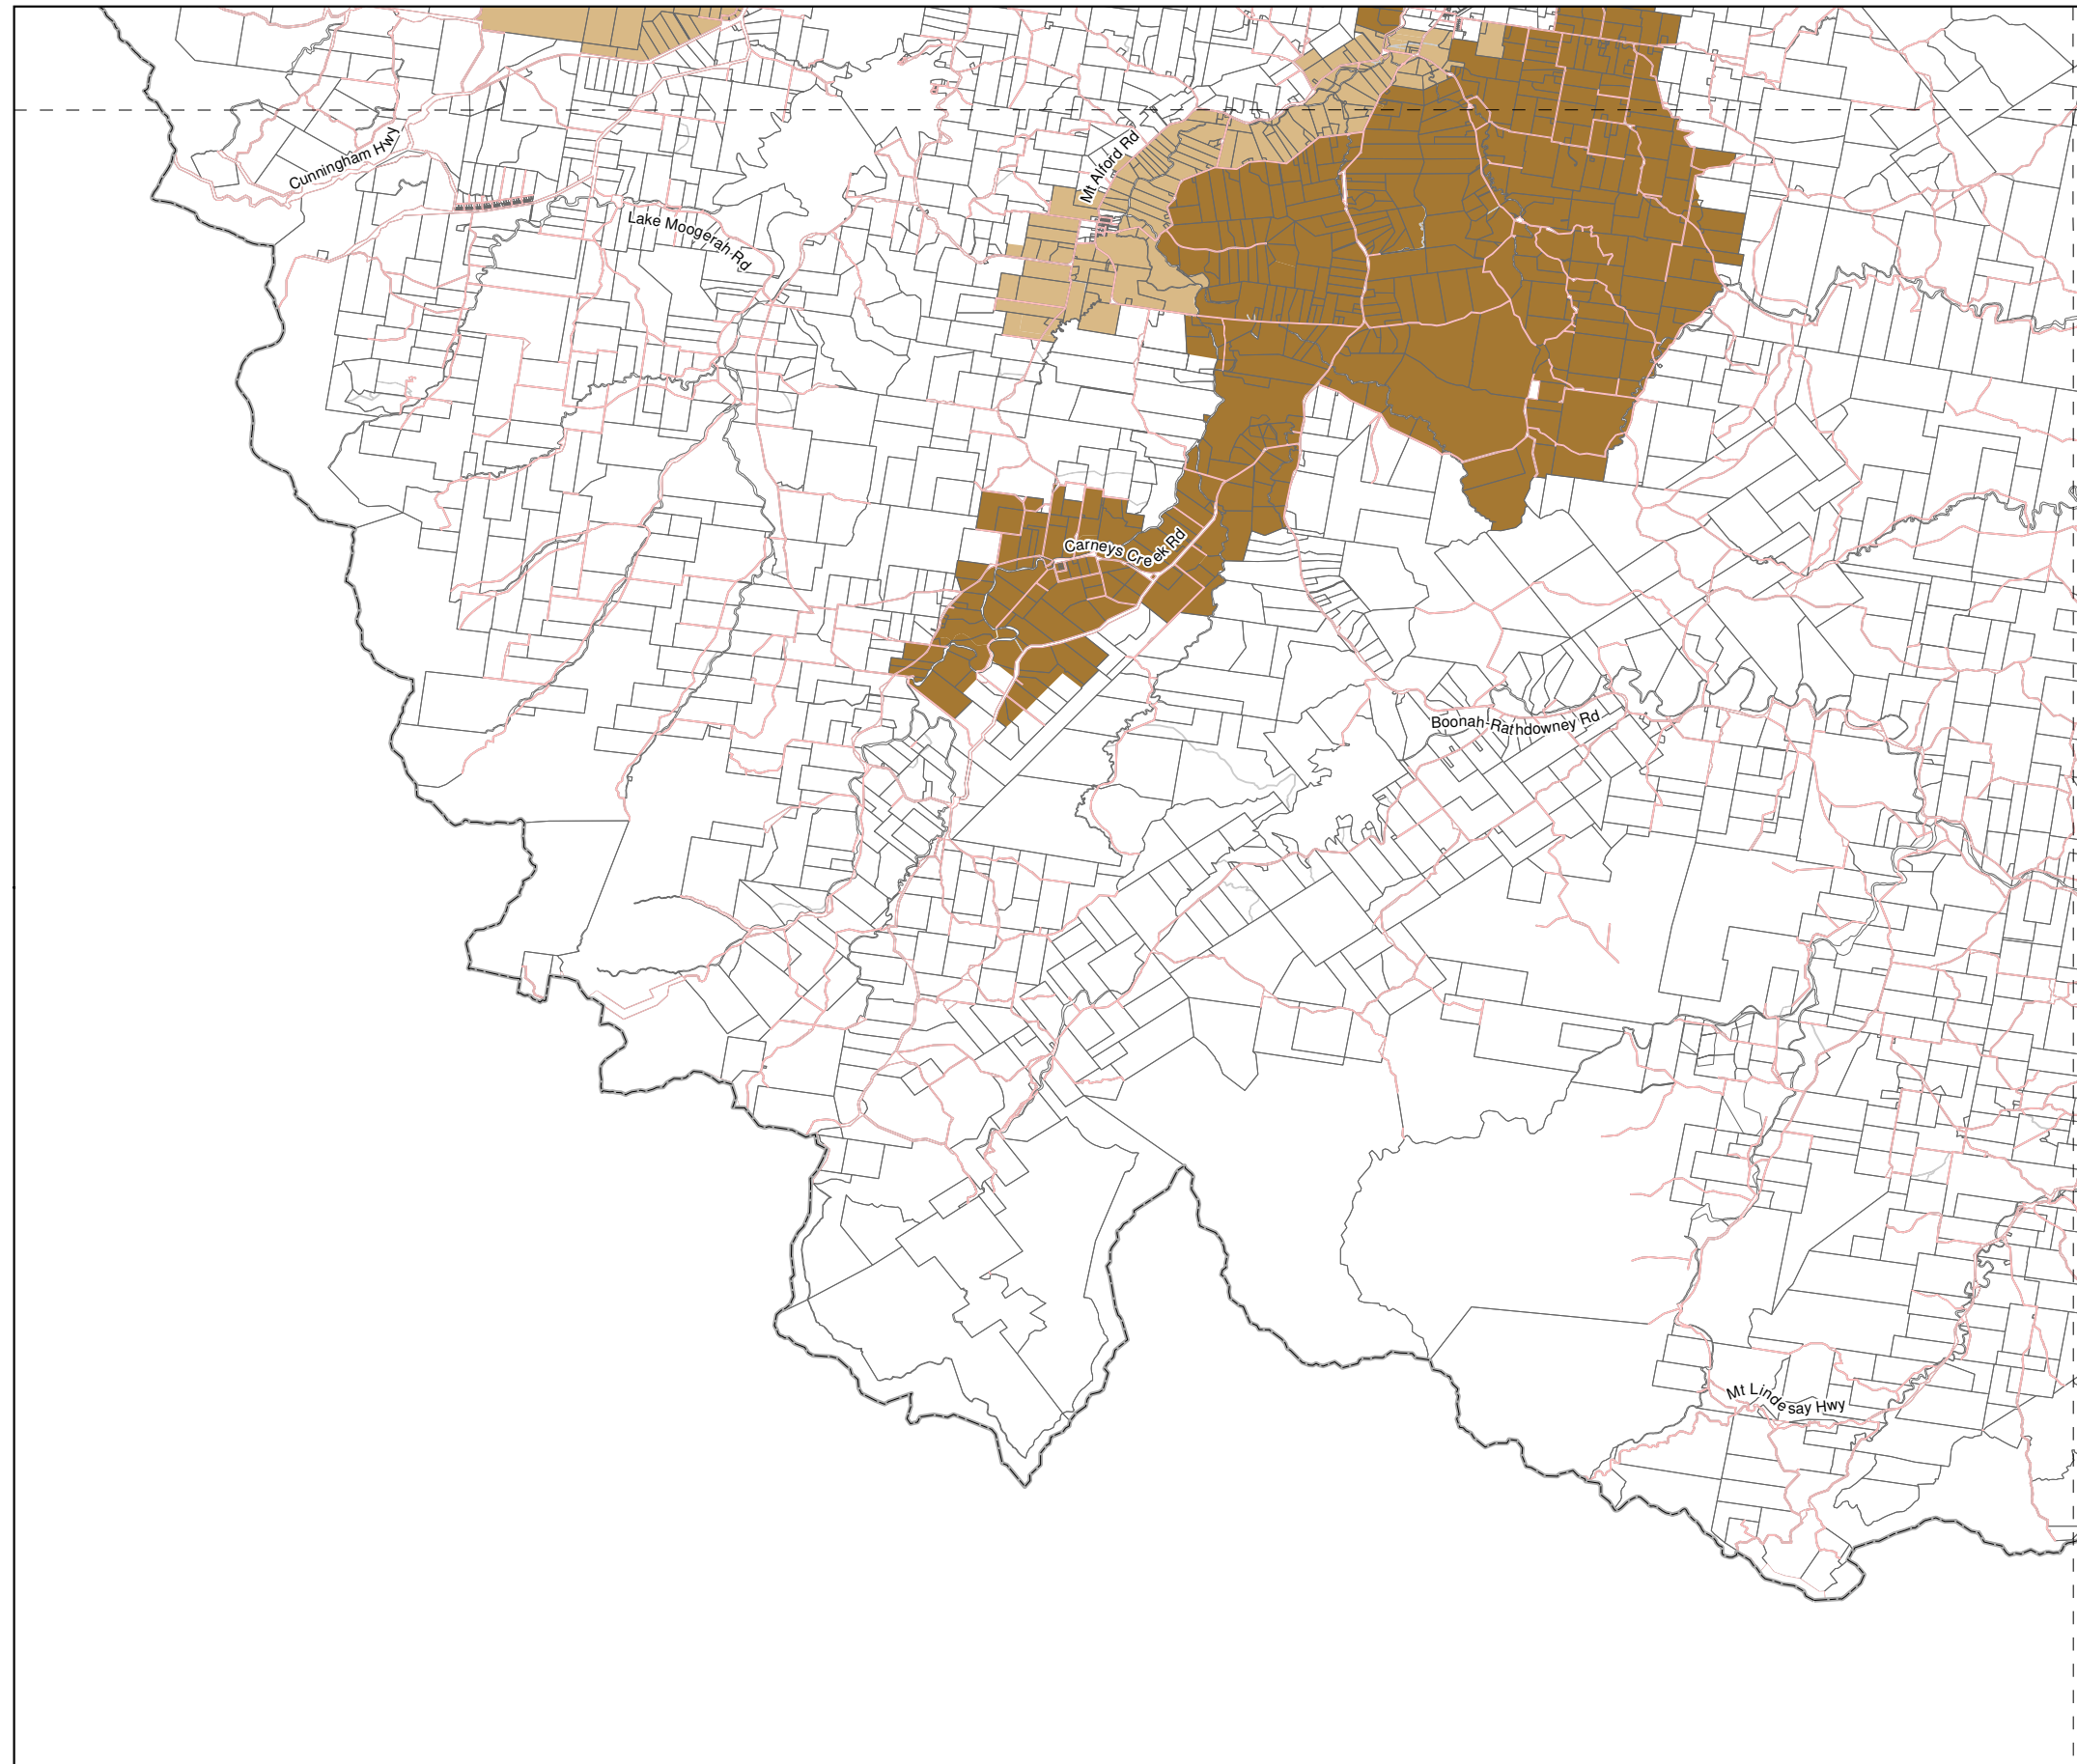 Cunningham Hwy
Mt Alford Rd
Lake Moogerah Rd
Carneys Creek Rd
Boonah-Rathdowney Rd
Mt Lindesay Hwy